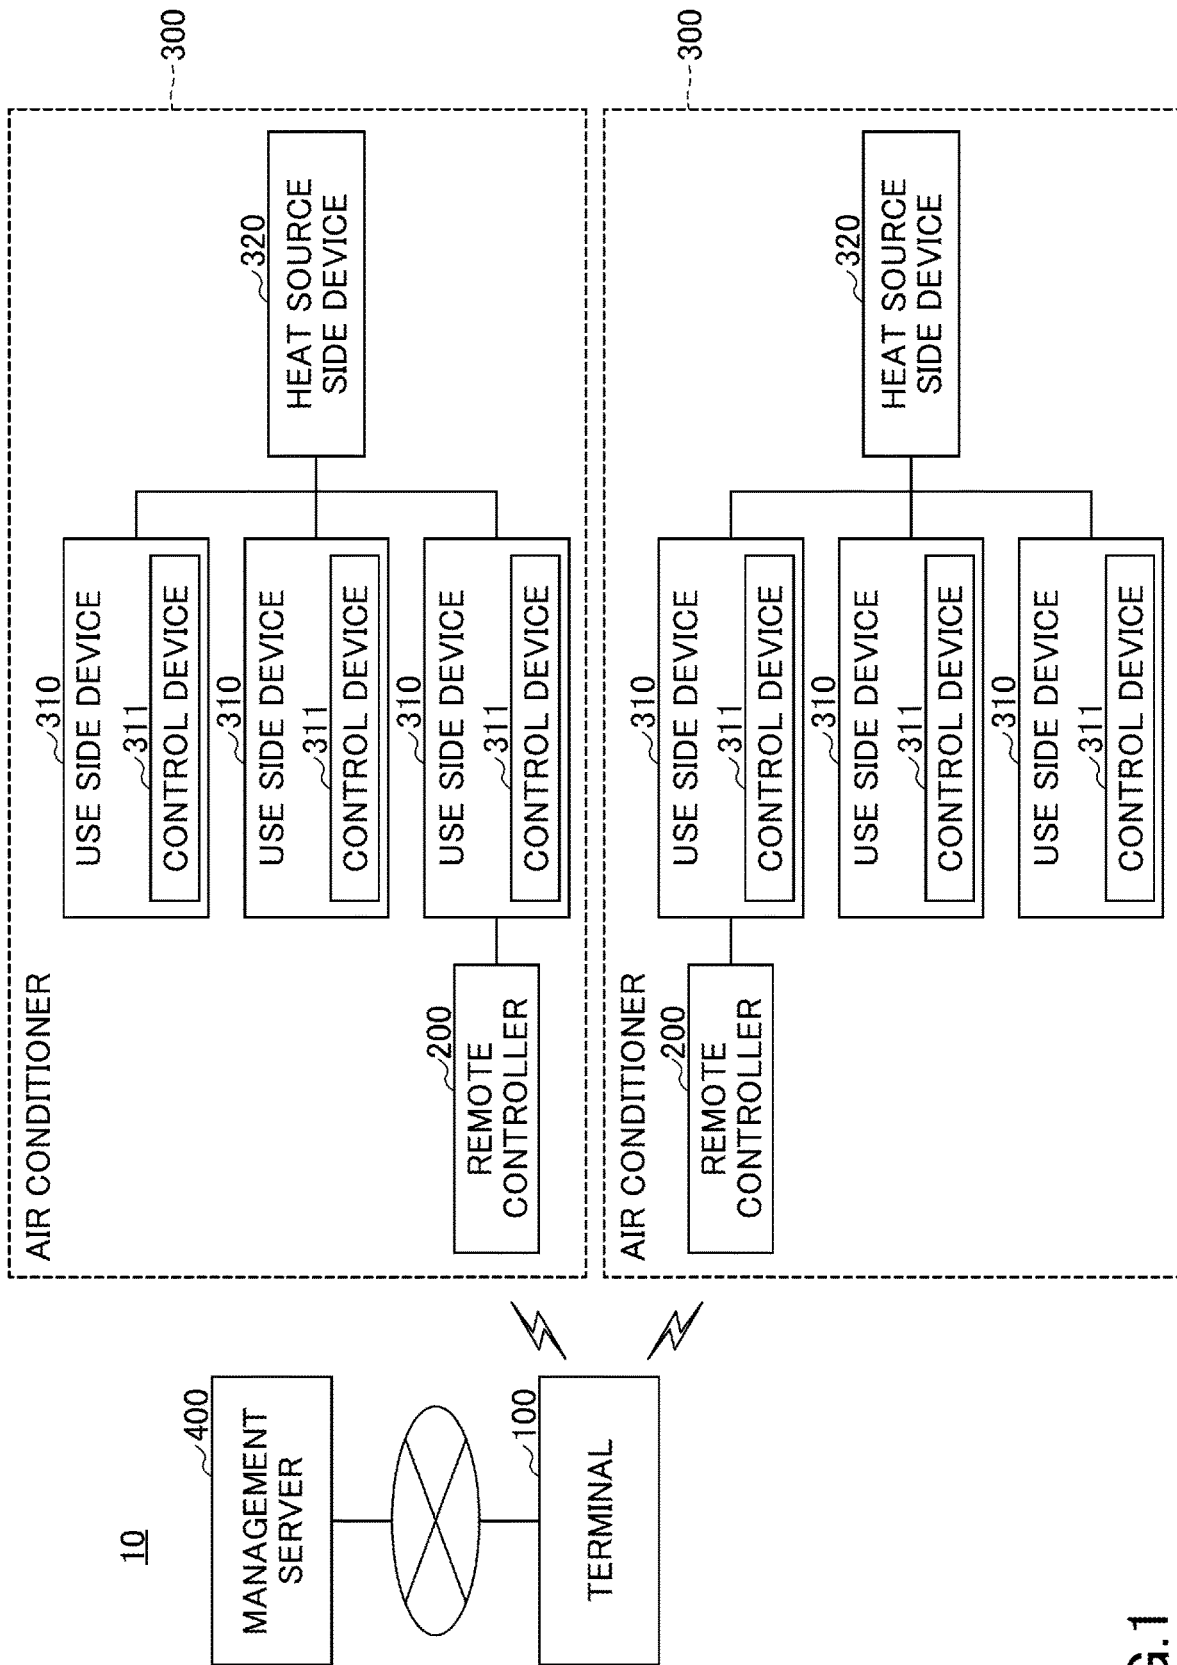 10
400
MANAGEMENT
SERVER
100
TERMINAL
AIR CONDITIONER
300
310
USE SIDE DEVICE
311
CONTROL DEVICE
310
USE SIDE DEVICE
311
CONTROL DEVICE
310
USE SIDE DEVICE
311
CONTROL DEVICE
200
REMOTE
CONTROLLER
320
HEAT SOURCE
SIDE DEVICE
AIR CONDITIONER
300
200
REMOTE
CONTROLLER
310
USE SIDE DEVICE
311
CONTROL DEVICE
310
USE SIDE DEVICE
311
CONTROL DEVICE
310
USE SIDE DEVICE
311
CONTROL DEVICE
320
HEAT SOURCE
SIDE DEVICE
G.1